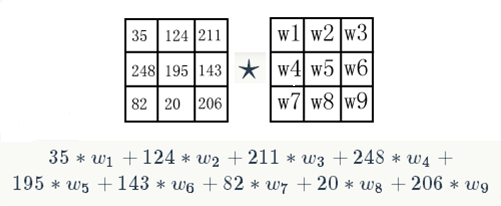 35 124 211 ★ w1 w2 w3
248 195 143 w4 w5 w6
82 20 206 w7 w8 w9
35 * w₁ + 124 * w₂ + 211 * w₃ + 248 * w₄ +
195 * w₅ + 143 * w₆ + 82 * w₇ + 20 * w₈ + 206 * w₉